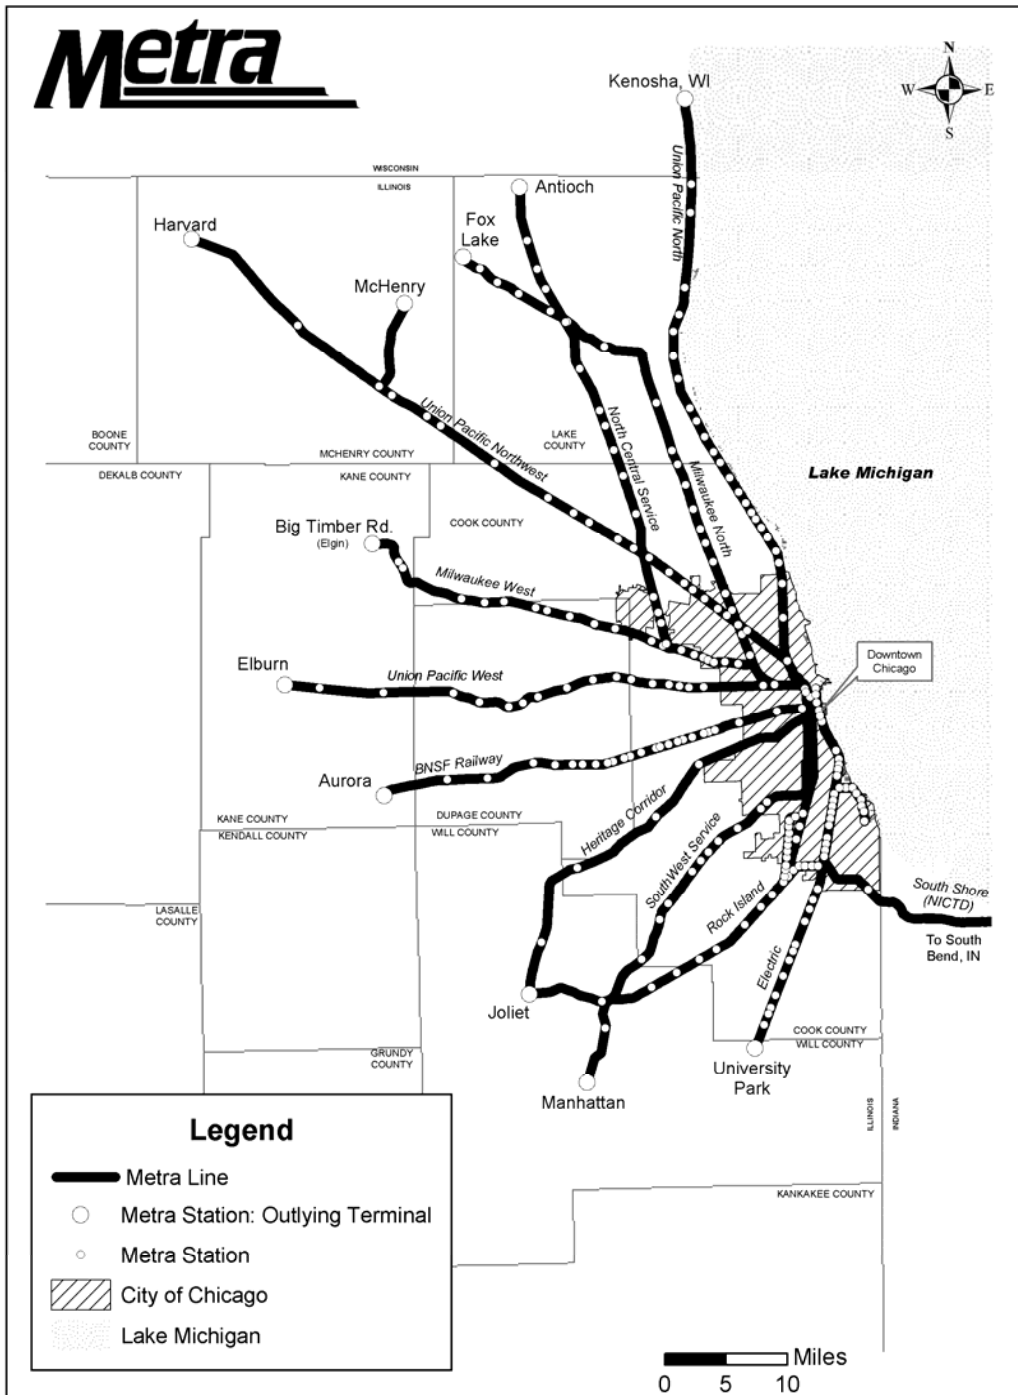 Metra
N
W E
S
Kenosha, WI
WISCONSIN
ILLINOIS
Antioch
Harvard
Fox
Lake
McHenry
Union Pacific North
BOONE
COUNTY
MCHENRY COUNTY
LAKE
COUNTY
Union Pacific Northwest
North Central Service
Milwaukee North
Lake Michigan
DEKALB COUNTY
KANE COUNTY
COOK COUNTY
Big Timber Rd.
(Elgin)
Milwaukee West
Downtown
Chicago
Elburn
Union Pacific West
BNSF Railway
Aurora
Heritage Corridor
KANE COUNTY
KENDALL COUNTY
DUPAGE COUNTY
WILL COUNTY
SouthWest Service
Rock Island
Electric
South Shore
(NICTD)
To South
Bend, IN
LASALLE
COUNTY
Joliet
GRUNDY
COUNTY
COOK COUNTY
WILL COUNTY
University
Park
Manhattan
ILLINOIS
INDIANA
KANKAKEE COUNTY
Legend
Metra Line
Metra Station: Outlying Terminal
Metra Station
City of Chicago
Lake Michigan
Miles
0 5 10